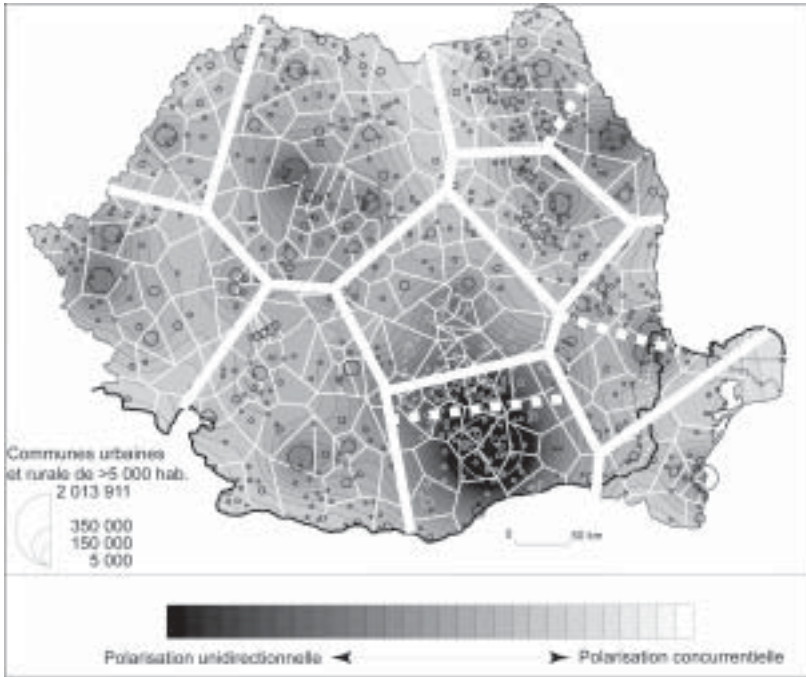 Communes urbaines
et rurale de >5 000 hab.
2 013 911
350 000
150 000
5 000
0 50 km
Polarisation unidirectionnelle
Polarisation concurrentielle